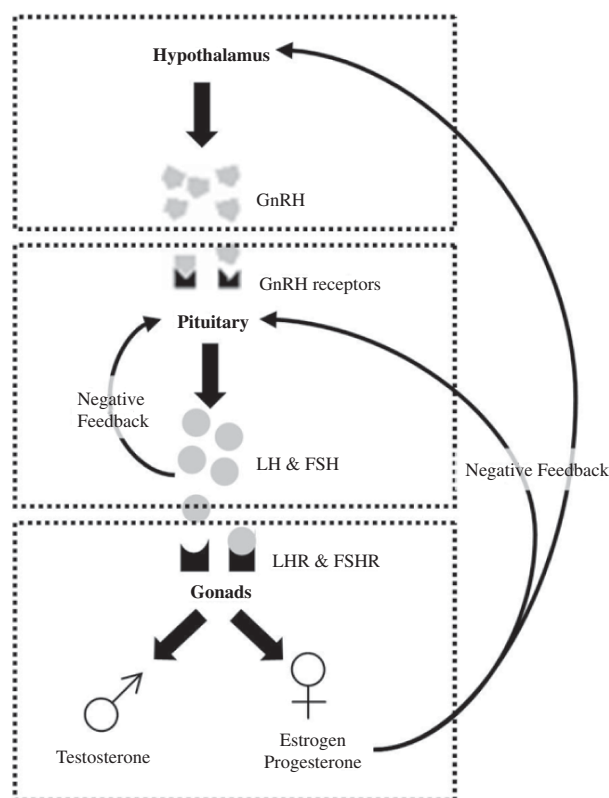 Hypothalamus
GnRH
GnRH receptors
Pituitary
Negative
Feedback
LH & FSH
Negative Feedback
LHR & FSHR
Gonads
Testosterone
Estrogen
Progesterone